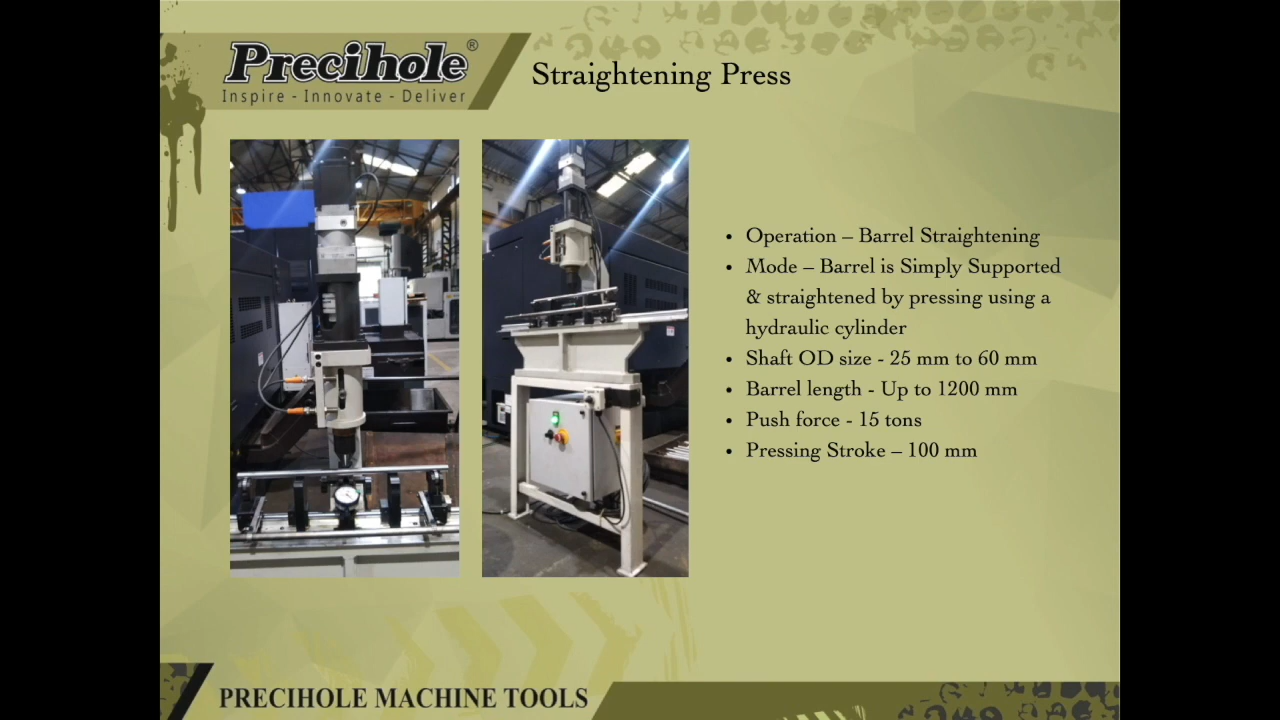 Precihole®
Inspire - Innovate - Deliver
Straightening Press
• Operation – Barrel Straightening
• Mode – Barrel is Simply Supported
& straightened by pressing using a
hydraulic cylinder
• Shaft OD size - 25 mm to 60 mm
• Barrel length - Up to 1200 mm
• Push force - 15 tons
• Pressing Stroke – 100 mm
PRECIHOLE MACHINE TOOLS